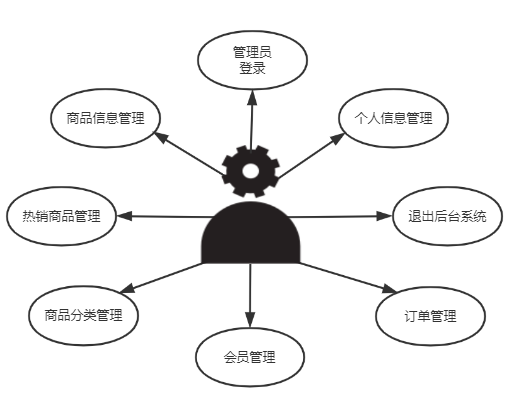 管理员
登录
商品信息管理
个人信息管理
热销商品管理
退出后台系统
商品分类管理
订单管理
会员管理